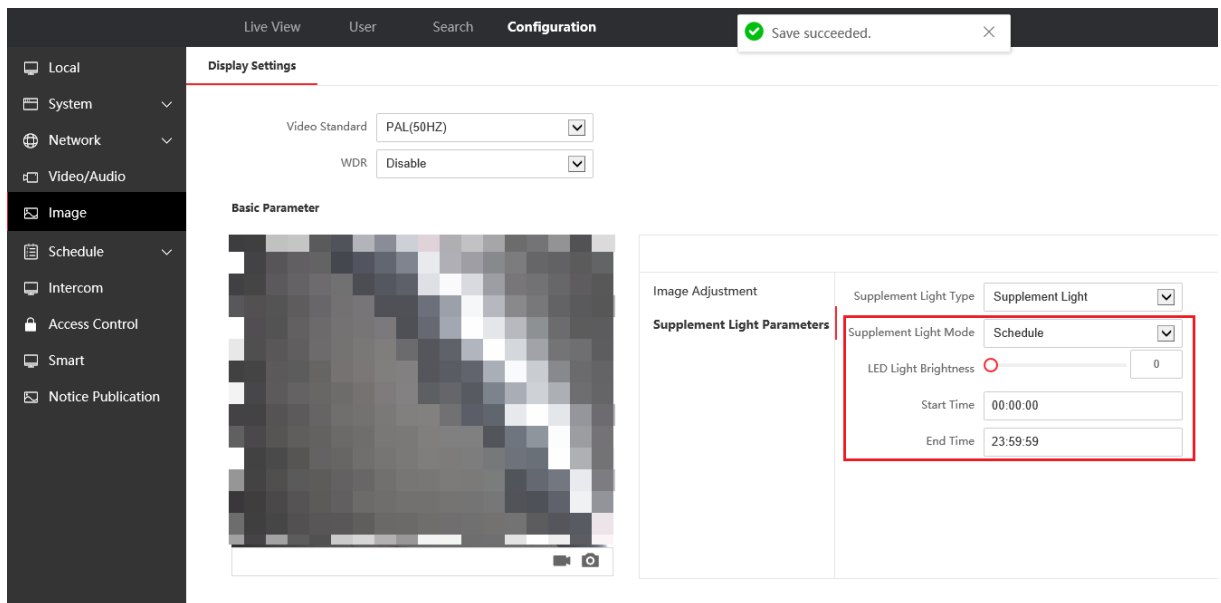 Live View User Search Configuration
Save succeeded.
Local
System
Network
Video/Audio
Image
Schedule
Intercom
Access Control
Smart
Notice Publication
Display Settings
Video Standard PAL(50HZ)
WDR Disable
Basic Parameter
Image Adjustment
Supplement Light Parameters
Supplement Light Type Supplement Light
Supplement Light Mode Schedule
LED Light Brightness 0
Start Time 00:00:00
End Time 23:59:59